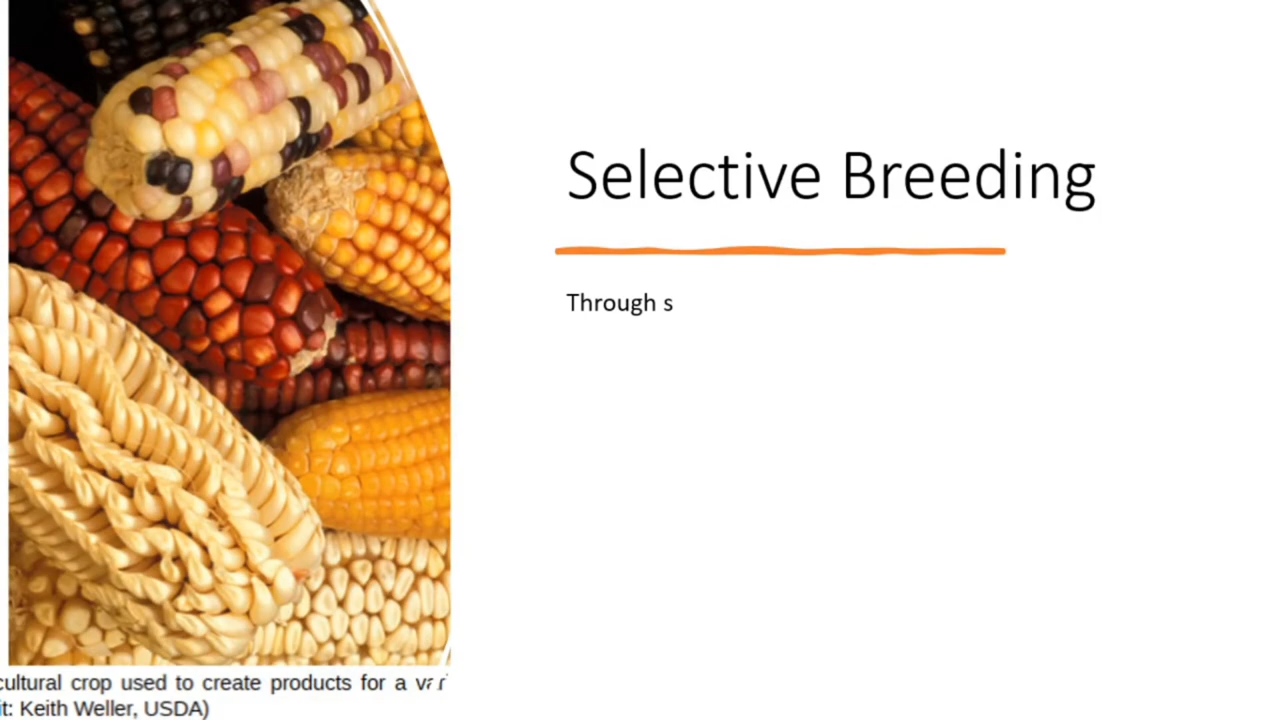 Selective Breeding
Through s
cultural crop used to create products for a
it: Keith Weller, USDA)